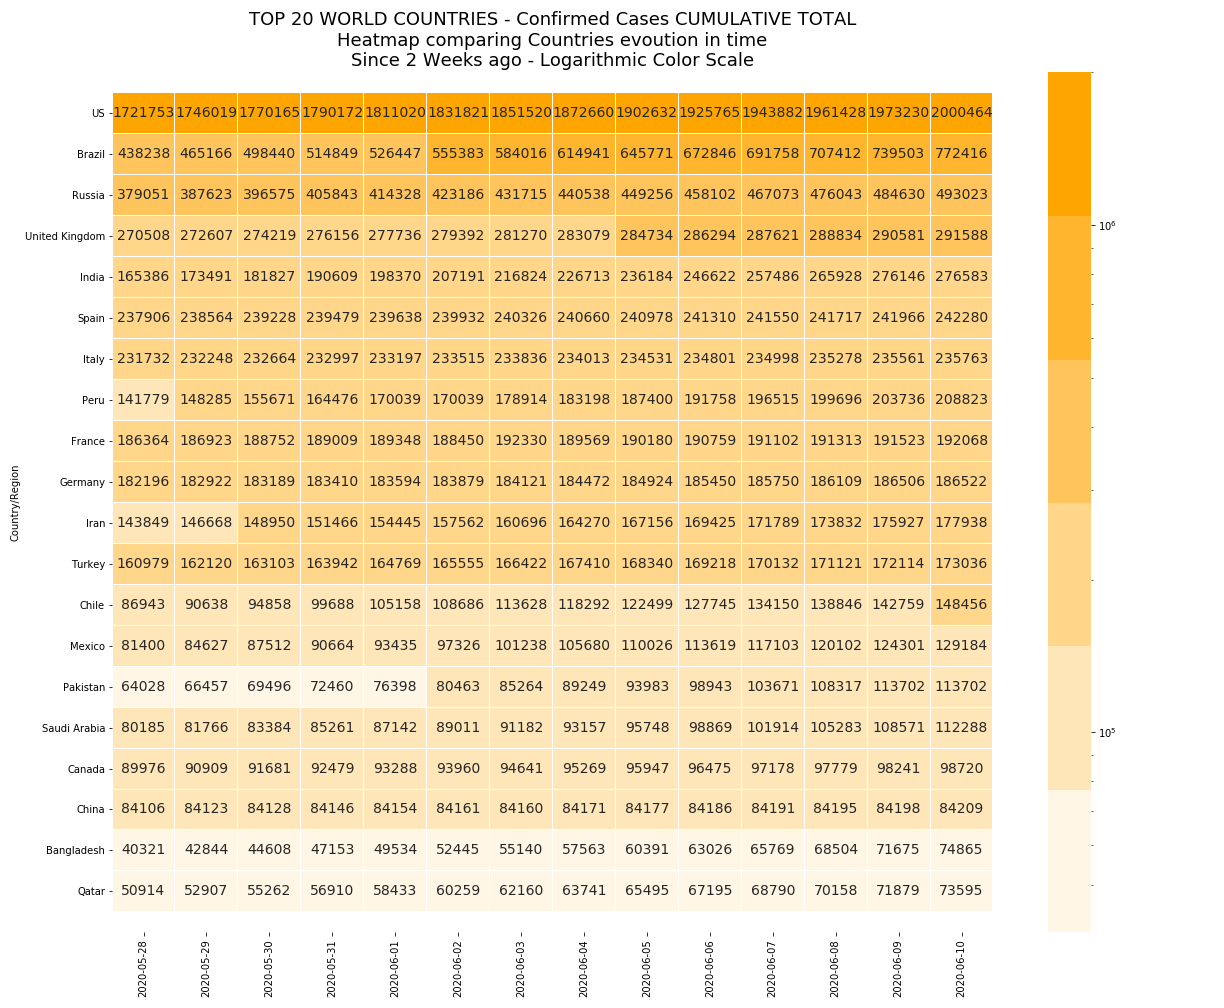 TOP 20 WORLD COUNTRIES - Confirmed Cases CUMULATIVE TOTAL
Heatmap comparing Countries evoution in time
Since 2 Weeks ago - Logarithmic Color Scale
US 1721753 1746019 1770165 1790172 1811020 1831821 1851520 1872660 1902632 1925765 1943882 1961428 1973230 2000464
Brazil 438238 465166 498440 514849 526447 555383 584016 614941 645771 672846 691758 707412 739503 772416
Russia 379051 387623 396575 405843 414328 423186 431715 440538 449256 458102 467073 476043 484630 493023
United Kingdom 270508 272607 274219 276156 277736 279392 281270 283079 284734 286294 287621 288834 290581 291588
India 165386 173491 181827 190609 198370 207191 216824 226713 236184 246622 257486 265928 276146 276583
Spain 237906 238564 239228 239479 239638 239932 240326 240660 240978 241310 241550 241717 241966 242280
Italy 231732 232248 232664 232997 233197 233515 233836 234013 234531 234801 234998 235278 235561 235763
Peru 141779 148285 155671 164476 170039 170039 178914 183198 187400 191758 196515 199696 203736 208823
France 186364 186923 188752 189009 189348 188450 192330 189569 190180 190759 191102 191313 191523 192068
Germany 182196 182922 183189 183410 183594 183879 184121 184472 184924 185450 185750 186109 186506 186522
Iran 143849 146668 148950 151466 154445 157562 160696 164270 167156 169425 171789 173832 175927 177938
Turkey 160979 162120 163103 163942 164769 165555 166422 167410 168340 169218 170132 171121 172114 173036
Chile 86943 90638 94858 99688 105158 108686 113628 118292 122499 127745 134150 138846 142759 148456
Mexico 81400 84627 87512 90664 93435 97326 101238 105680 110026 113619 117103 120102 124301 129184
Pakistan 64028 66457 69496 72460 76398 80463 85264 89249 93983 98943 103671 108317 113702 113702
Saudi Arabia 80185 81766 83384 85261 87142 89011 91182 93157 95748 98869 101914 105283 108571 112288
Canada 89976 90909 91681 92479 93288 93960 94641 95269 95947 96475 97178 97779 98241 98720
China 84106 84123 84128 84146 84154 84161 84160 84171 84177 84186 84191 84195 84198 84209
Bangladesh 40321 42844 44608 47153 49534 52445 55140 57563 60391 63026 65769 68504 71675 74865
Qatar 50914 52907 55262 56910 58433 60259 62160 63741 65495 67195 68790 70158 71879 73595
2020-05-28 2020-05-29 2020-05-30 2020-05-31 2020-06-01 2020-06-02 2020-06-03 2020-06-04 2020-06-05 2020-06-06 2020-06-07 2020-06-08 2020-06-09 2020-06-10
Country/Region
10⁶
10⁵